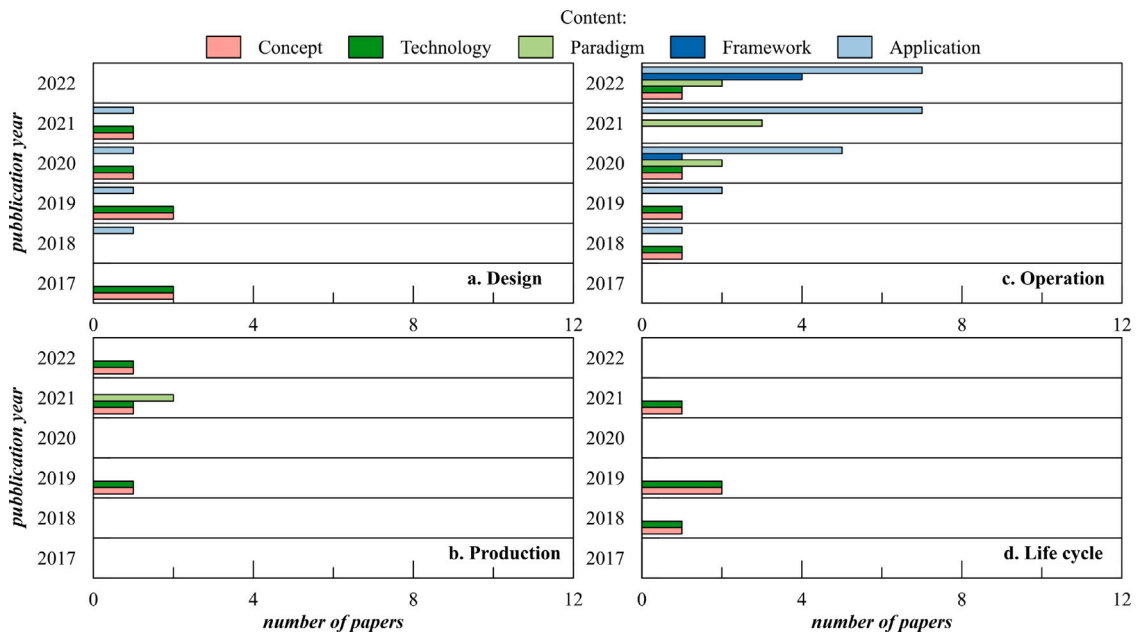 Content:
Concept Technology Paradigm Framework Application
pubblication year
2022
2021
2020
2019
2018
2017
a. Design
0 4 8 12
2022
2021
2020
2019
2018
2017
c. Operation
0 4 8 12
pubblication year
2022
2021
2020
2019
2018
2017
b. Production
0 4 8 12
number of papers
2022
2021
2020
2019
2018
2017
d. Life cycle
0 4 8 12
number of papers